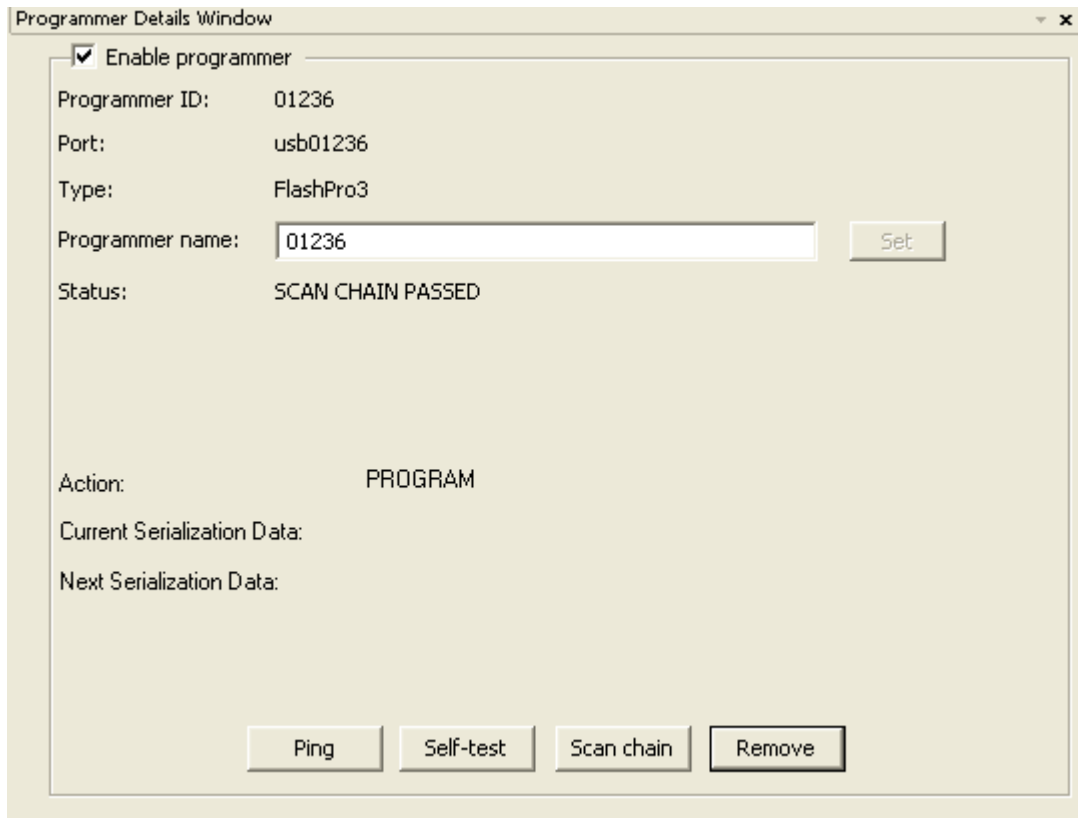 Programmer Details Window
Enable programmer
Programmer ID: 01236
Port: usb01236
Type: FlashPro3
Programmer name: 01236 Set
Status: SCAN CHAIN PASSED
Action: PROGRAM
Current Serialization Data:
Next Serialization Data:
Ping Self-test Scan chain Remove